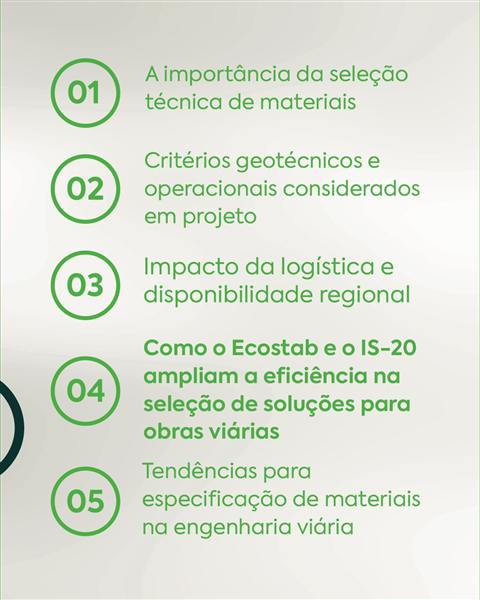 01
A importância da seleção
técnica de materiais
02
Critérios geotécnicos e
operacionais considerados
em projeto
03
Impacto da logística e
disponibilidade regional
04
Como o Ecostab e o IS-20
ampliam a eficiência na
seleção de soluções para
obras viárias
05
Tendências para
especificação de materiais
na engenharia viária